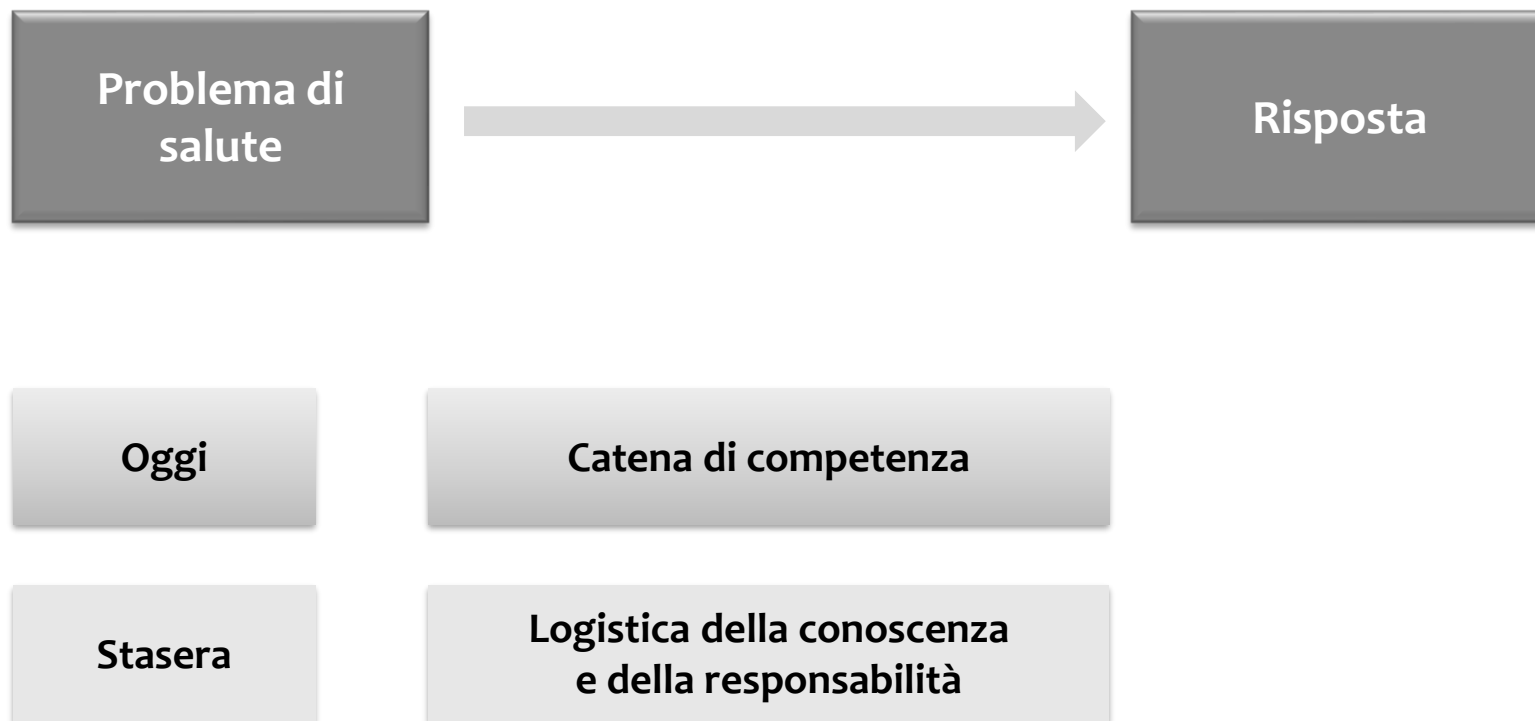 Problema di
salute
Risposta
Oggi
Catena di competenza
Stasera
Logistica della conoscenza
e della responsabilità